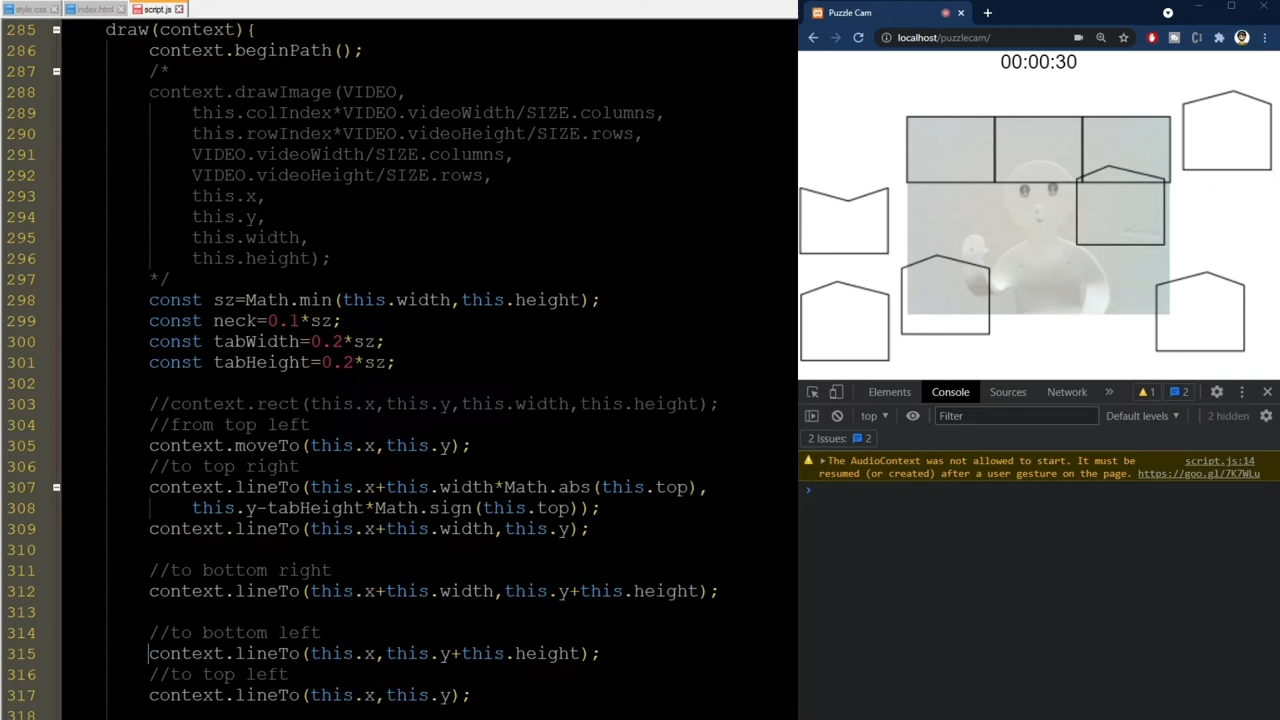 style.css
index.html
script.js
285 draw(context){
286 context.beginPath();
287 /*
288 context.drawImage(VIDEO,
289 this.colIndex*VIDEO.videoWidth/SIZE.columns,
290 this.rowIndex*VIDEO.videoHeight/SIZE.rows,
291 VIDEO.videoWidth/SIZE.columns,
292 VIDEO.videoHeight/SIZE.rows,
293 this.x,
294 this.y,
295 this.width,
296 this.height);
297 */
298 const sz=Math.min(this.width,this.height);
299 const neck=0.1*sz;
300 const tabWidth=0.2*sz;
301 const tabHeight=0.2*sz;
302
303 //context.rect(this.x,this.y,this.width,this.height);
304 //from top left
305 context.moveTo(this.x,this.y);
306 //to top right
307 context.lineTo(this.x+this.width*Math.abs(this.top),
308 this.y-tabHeight*Math.sign(this.top));
309 context.lineTo(this.x+this.width,this.y);
310
311 //to bottom right
312 context.lineTo(this.x+this.width,this.y+this.height);
313
314 //to bottom left
315 context.lineTo(this.x,this.y+this.height);
316 //to top left
317 context.lineTo(this.x,this.y);
318
Puzzle Cam
localhost/puzzlecam/
00:00:30
Elements Console Sources Network 1 2
top Filter Default levels 2 hidden
2 Issues: 2
The AudioContext was not allowed to start. It must be script.js:14
resumed (or created) after a user gesture on the page. https://goo.gl/7K7WLu